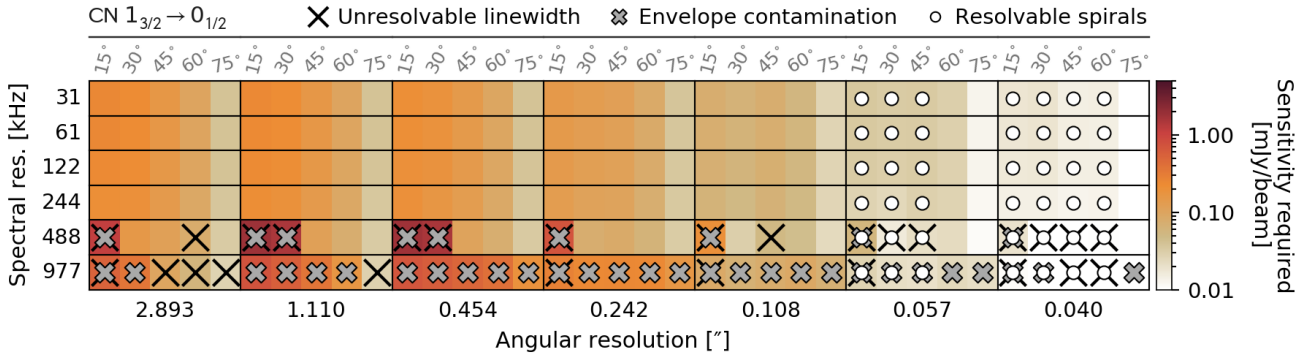 CN 1₃/₂→0₁/₂ Unresolvable linewidth Envelope contamination Resolvable spirals
15° 30° 45° 60° 75° 15° 30° 45° 60° 75° 15° 30° 45° 60° 75° 15° 30° 45° 60° 75° 15° 30° 45° 60° 75° 15° 30° 45° 60° 75° 15° 30° 45° 60° 75°
Spectral res. [kHz]
31
61
122
244
488
977
2.893 1.110 0.454 0.242 0.108 0.057 0.040
Angular resolution [″]
1.00
0.10
0.01
Sensitivity required
[mJy/beam]